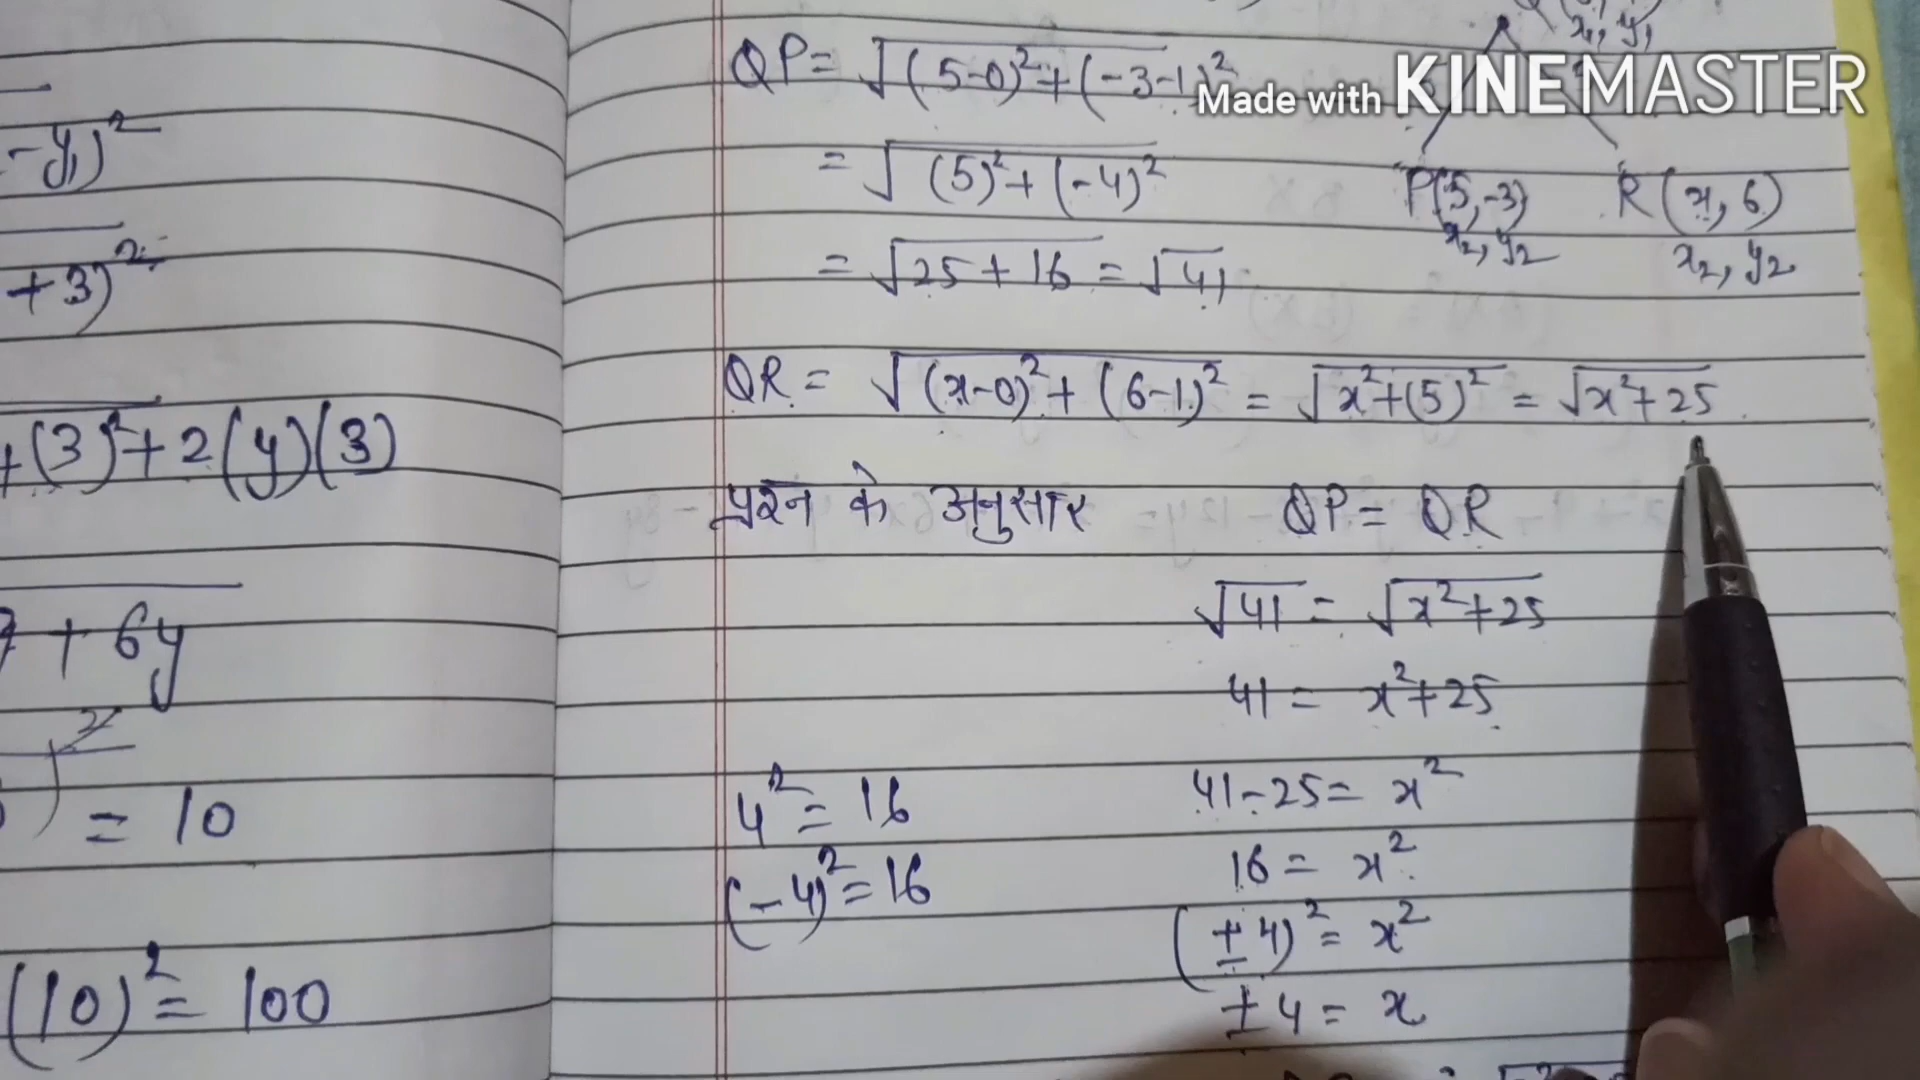 -y₁)²
+3)²
+(3)²+2(y)(3)
+6y
= 10
(10)² = 100
x₁, y₁
QP = √(5-0)²+(-3-1)²
Made with KINEMASTER
= √(5)²+(-4)²
P(5,-3) R(x, 6)
x₂, y₂ x₂, y₂
= √25+16 = √41
QR = √(x-0)²+(6-1)² = √x²+(5)² = √x²+25
प्रश्न के अनुसार QP = QR
√41 = √x²+25
41 = x²+25
4² = 16 41-25 = x²
(-4)² = 16 16 = x²
(±4)² = x²
±4 = x